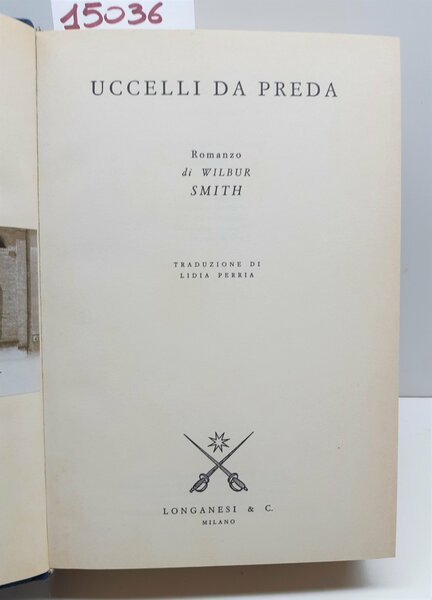 15036
UCCELLI DA PREDA
Romanzo
di WILBUR
SMITH
TRADUZIONE DI
LIDIA PERRIA
LONGANESI & C.
MILANO